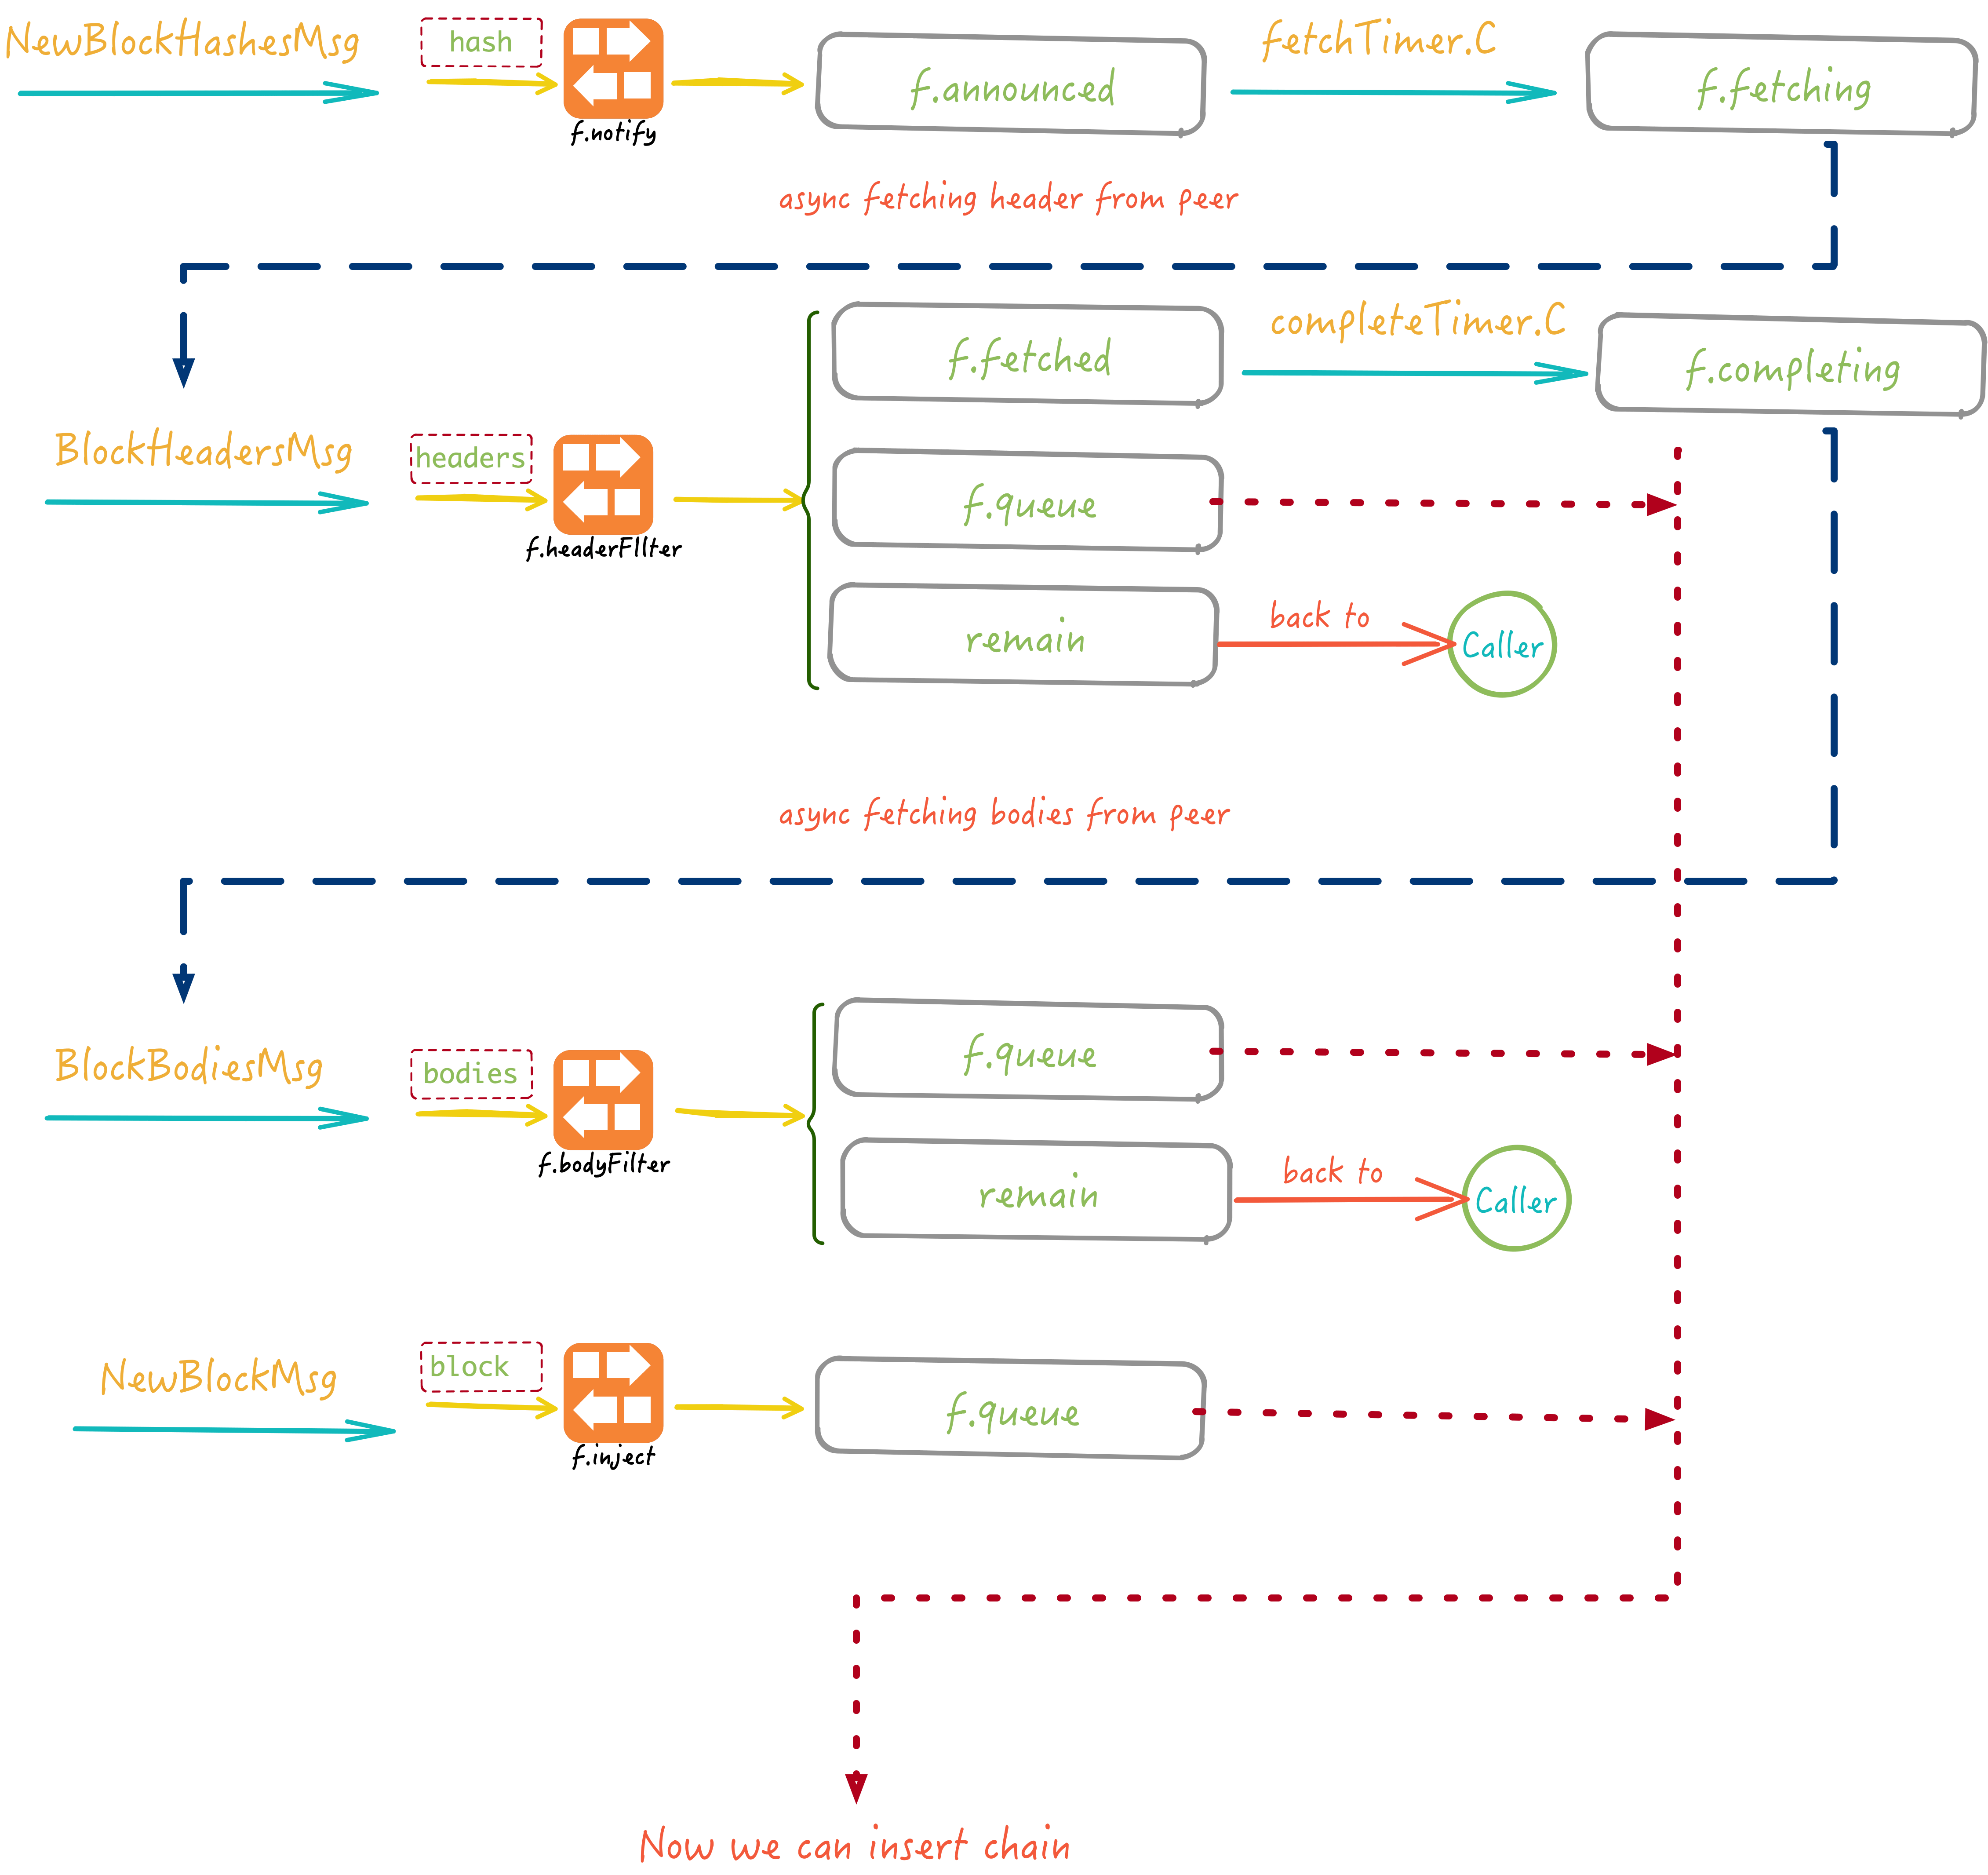 NewBlockHashesMsg
hash
f.notify
f.announced
fetchTimer.C
f.fetching
async fetching header from peer
BlockHeadersMsg
headers
f.headerFIlter
f.fetched
completeTimer.C
f.completing
f.queue
remain
back to
Caller
async fetching bodies from peer
BlockBodiesMsg
bodies
f.bodyFilter
f.queue
remain
back to
Caller
NewBlockMsg
block
f.inject
f.queue
Now we can insert chain